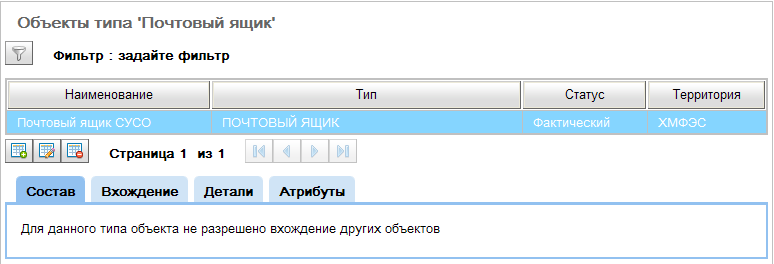 Объекты типа 'Почтовый ящик'
Фильтр : задайте фильтр
Наименование Тип Статус Территория
Почтовый ящик СУСО ПОЧТОВЫЙ ЯЩИК Фактический ХМФЭС
Страница 1 из 1
Состав Вхождение Детали Атрибуты
Для данного типа объекта не разрешено вхождение других объектов